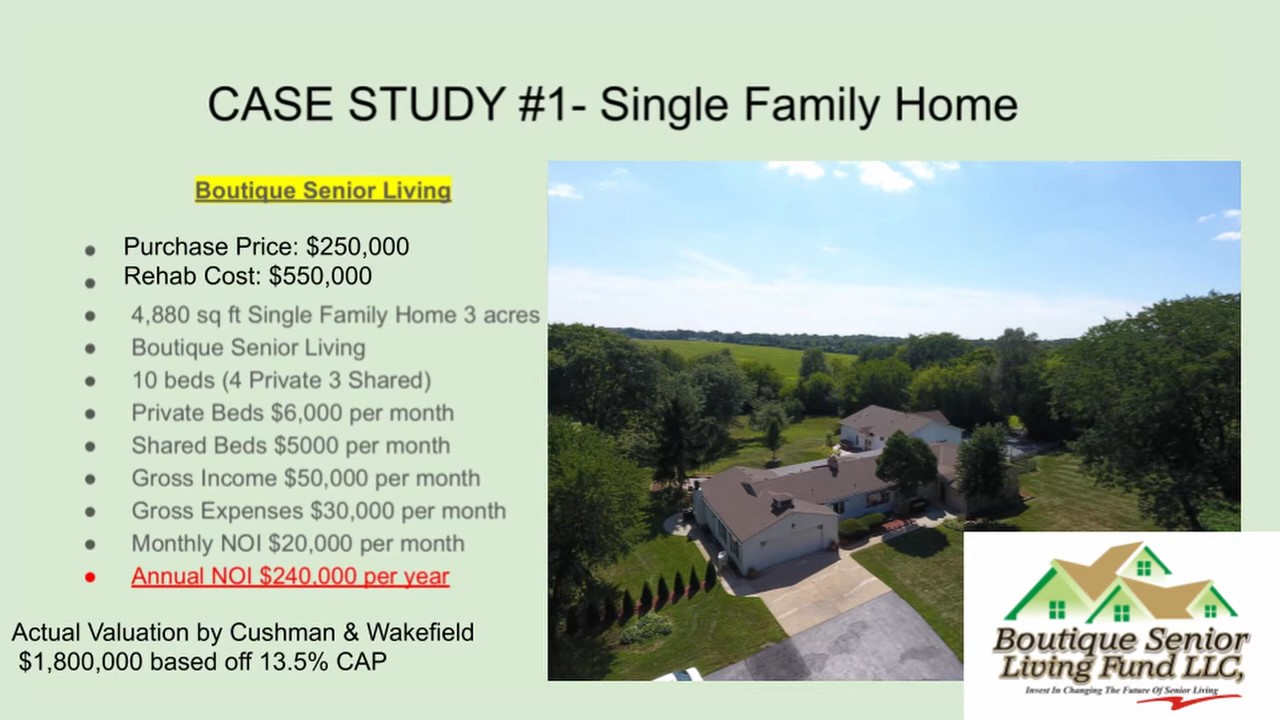 CASE STUDY #1- Single Family Home
Boutique Senior Living
Purchase Price: $250,000
Rehab Cost: $550,000
4,880 sq ft Single Family Home 3 acres
Boutique Senior Living
10 beds (4 Private 3 Shared)
Private Beds $6,000 per month
Shared Beds $5000 per month
Gross Income $50,000 per month
Gross Expenses $30,000 per month
Monthly NOI $20,000 per month
Annual NOI $240,000 per year
Actual Valuation by Cushman & Wakefield
$1,800,000 based off 13.5% CAP
Boutique Senior
Living Fund LLC,
Invest In Changing The Future Of Senior Living